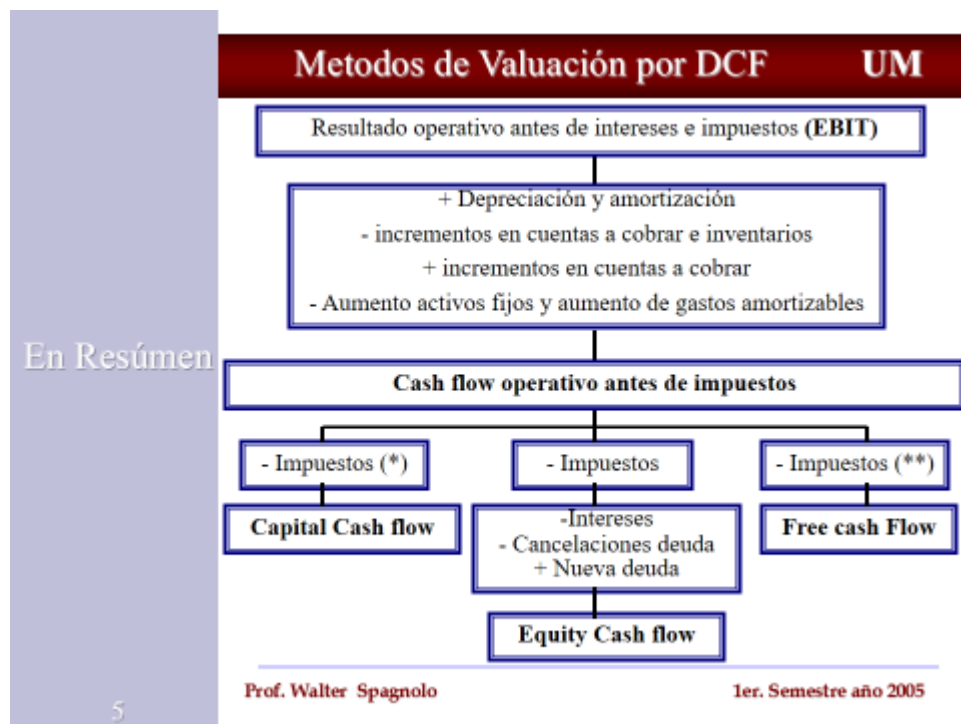 Metodos de Valuación por DCF UM
Resultado operativo antes de intereses e impuestos (EBIT)
+ Depreciación y amortización
- incrementos en cuentas a cobrar e inventarios
+ incrementos en cuentas a cobrar
- Aumento activos fijos y aumento de gastos amortizables
En Resúmen
Cash flow operativo antes de impuestos
- Impuestos (*)
- Impuestos
- Impuestos (**)
Capital Cash flow
-Intereses
- Cancelaciones deuda
+ Nueva deuda
Free cash Flow
Equity Cash flow
Prof. Walter Spagnolo
1er. Semestre año 2005
5